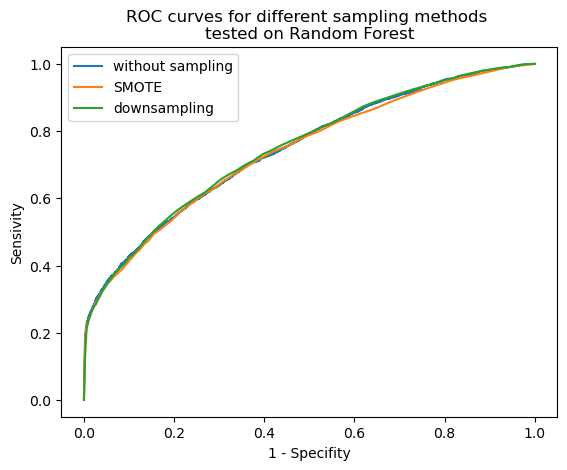 ROC curves for different sampling methods
tested on Random Forest
without sampling
SMOTE
downsampling
Sensivity
1.0
0.8
0.6
0.4
0.2
0.0
0.0 0.2 0.4 0.6 0.8 1.0
1 - Specifity